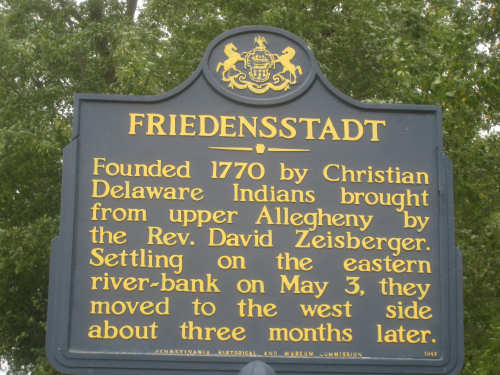 FRIEDENSSTADT
Founded 1770 by Christian
Delaware Indians brought
from upper Allegheny by
the Rev. David Zeisberger.
Settling on the eastern
river-bank on May 3, they
moved to the west side
about three months later.
PENNSYLVANIA HISTORICAL AND MUSEUM COMMISSION